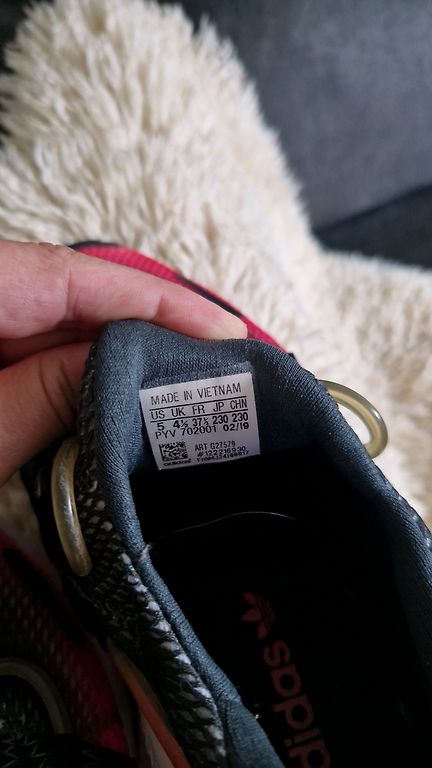 MADE IN VIETNAM
US UK FR JP CHN
5 4½ 37⅓ 230 230
PYV 702001 02/19
ART G27579
adidas
adidas